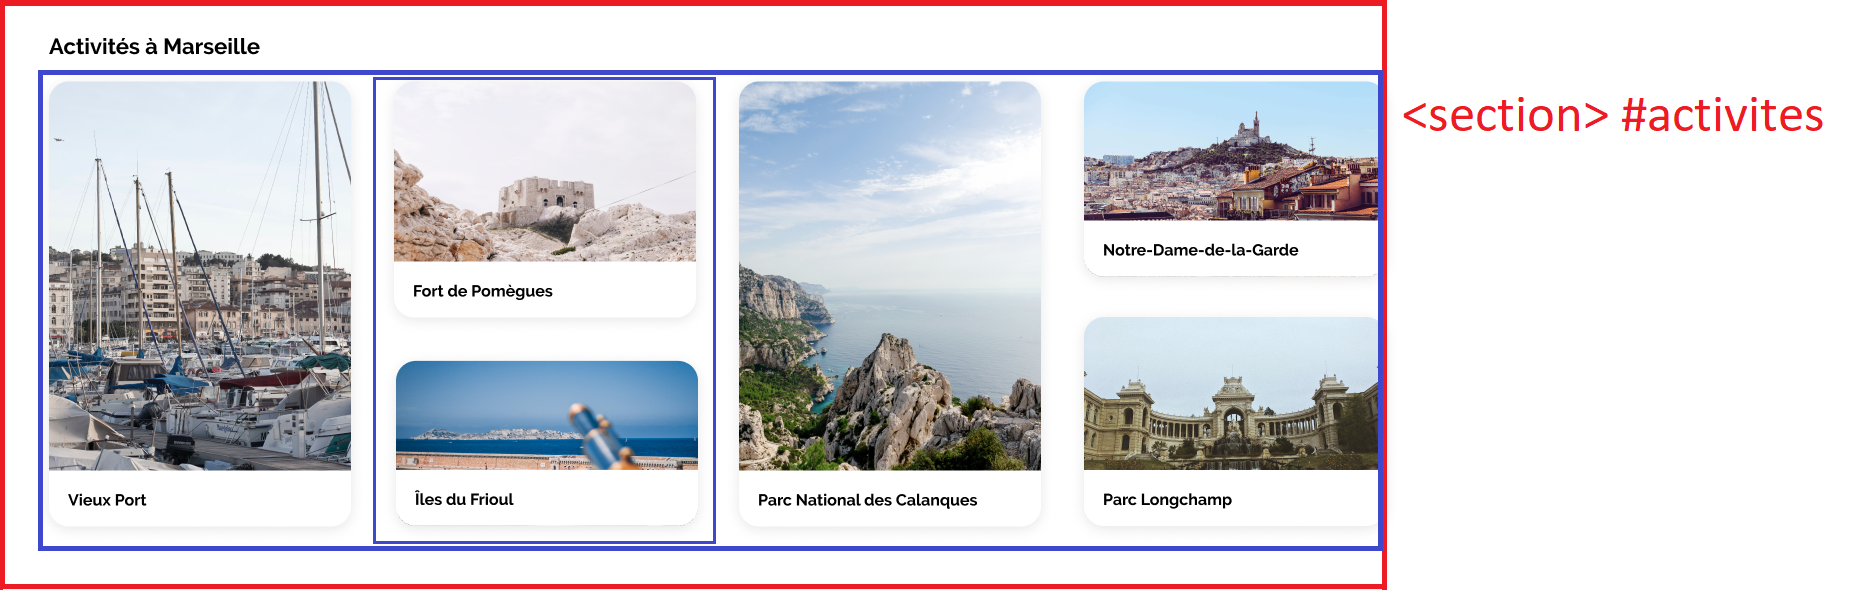 Activités à Marseille
<section> #activites
Vieux Port
Fort de Pomègues
Îles du Frioul
Parc National des Calanques
Notre-Dame-de-la-Garde
Parc Longchamp